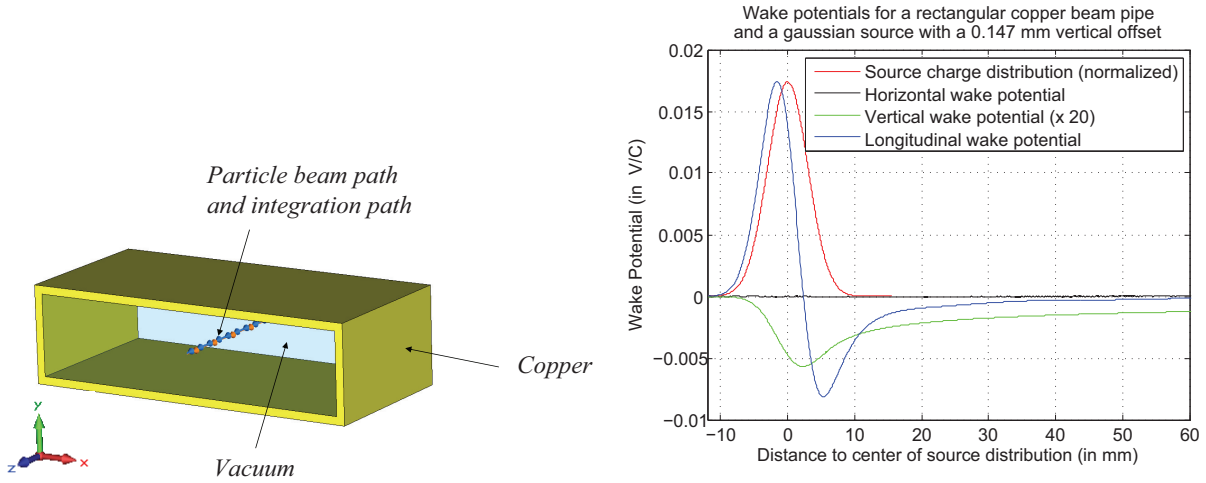 Particle beam path
and integration path
Copper
Vacuum
y
x
z
Wake potentials for a rectangular copper beam pipe
and a gaussian source with a 0.147 mm vertical offset
Source charge distribution (normalized)
Horizontal wake potential
Vertical wake potential (x 20)
Longitudinal wake potential
Wake Potential (in V/C)
0.02
0.015
0.01
0.005
0
−0.005
−0.01
−10 0 10 20 30 40 50 60
Distance to center of source distribution (in mm)